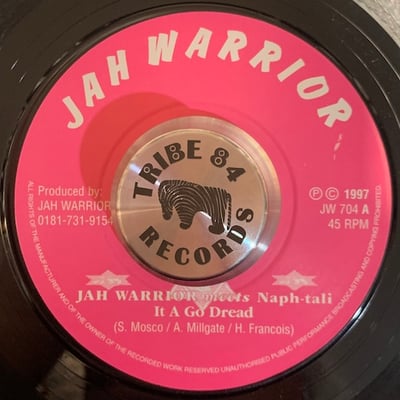 JAH WARRIOR
TRIBE 84
RECORDS
Produced by:
JAH WARRIOR
0181-731-9154
℗ © 1997
JW 704 A
45 RPM
JAH WARRIOR meets Naph-tali
It A Go Dread
(S. Mosco / A. Millgate / H. Francois)
ALL RIGHTS OF THE MANUFACTURER AND OF THE OWNER OF THE RECORDED WORK RESERVED UNAUTHORISED PUBLIC PERFORMANCE BROADCASTING AND COPYING PROHIBITED